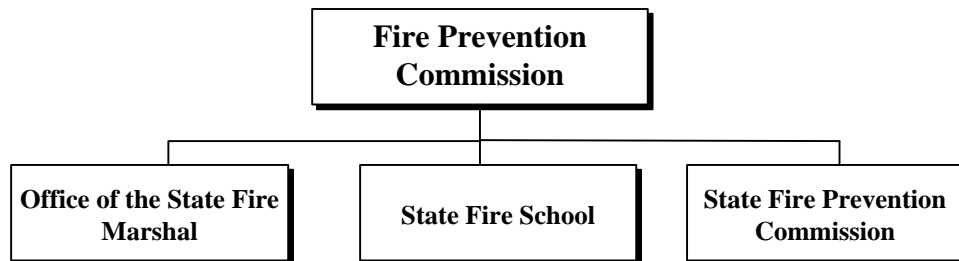 Fire Prevention
Commission
Office of the State Fire
Marshal
State Fire School
State Fire Prevention
Commission